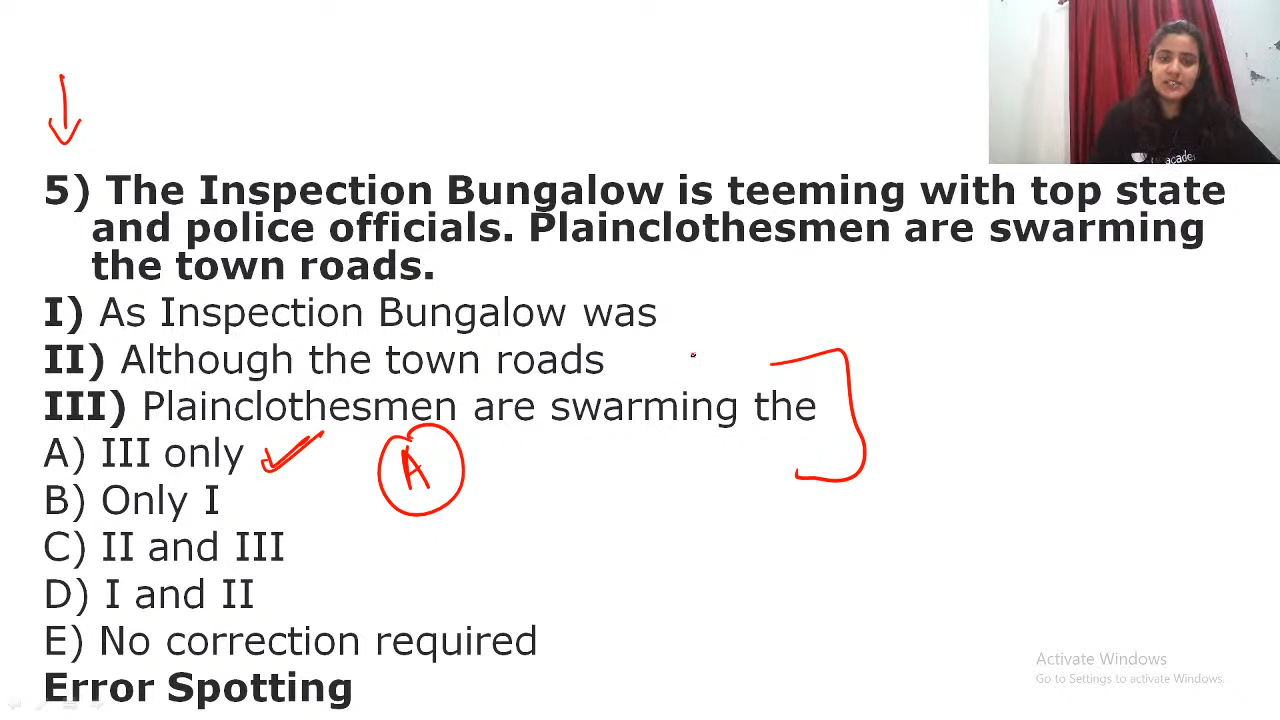 5) The Inspection Bungalow is teeming with top state
and police officials. Plainclothesmen are swarming
the town roads.
I) As Inspection Bungalow was
II) Although the town roads
III) Plainclothesmen are swarming the
A) III only
A
B) Only I
C) II and III
D) I and II
E) No correction required
Error Spotting
Activate Windows
Go to Settings to activate Windows.